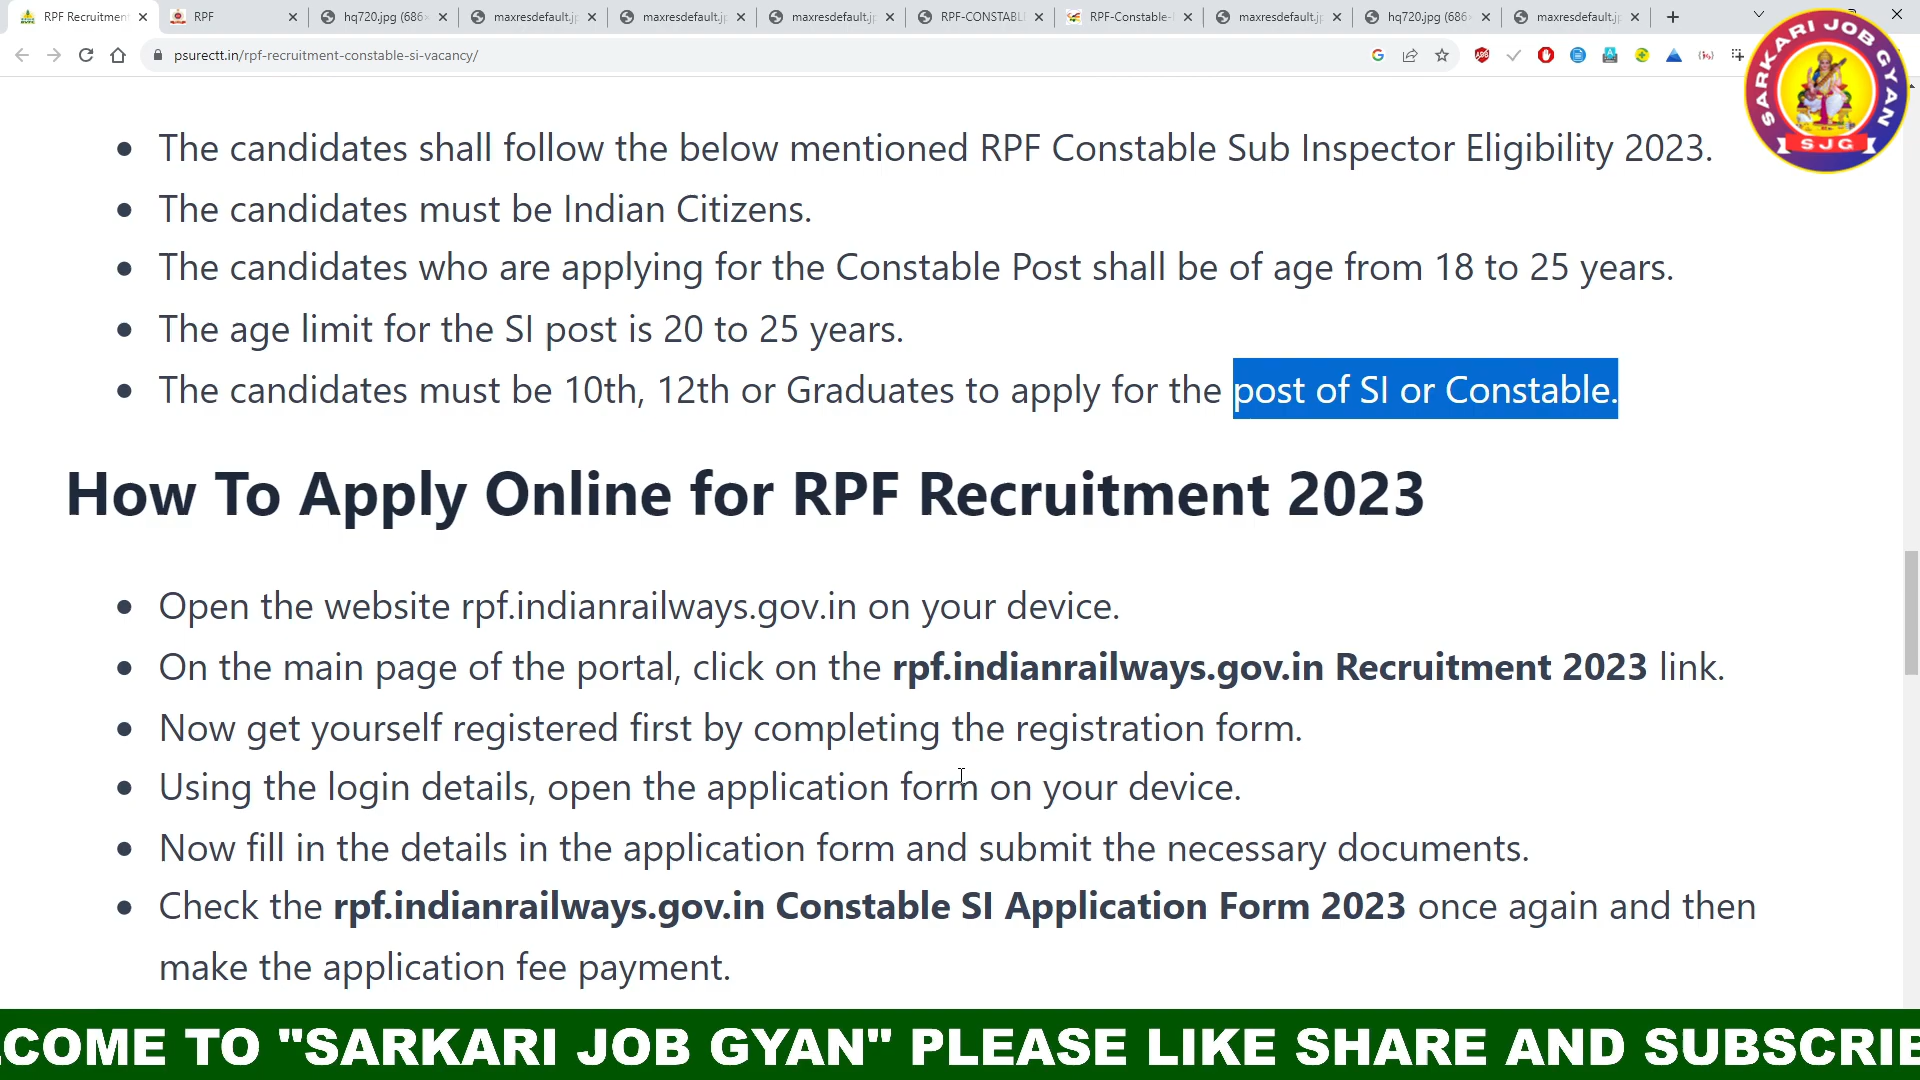 RPF Recruitment
RPF
hq720.jpg (686×
maxresdefault.jp
maxresdefault.jp
maxresdefault.jp
RPF-CONSTABL
RPF-Constable-
maxresdefault.jp
hq720.jpg (686×
maxresdefault.jp
psurectt.in/rpf-recruitment-constable-si-vacancy/
SARKARI JOB GYAN
SJG
• The candidates shall follow the below mentioned RPF Constable Sub Inspector Eligibility 2023.
• The candidates must be Indian Citizens.
• The candidates who are applying for the Constable Post shall be of age from 18 to 25 years.
• The age limit for the SI post is 20 to 25 years.
• The candidates must be 10th, 12th or Graduates to apply for the post of SI or Constable.
How To Apply Online for RPF Recruitment 2023
• Open the website rpf.indianrailways.gov.in on your device.
• On the main page of the portal, click on the rpf.indianrailways.gov.in Recruitment 2023 link.
• Now get yourself registered first by completing the registration form.
• Using the login details, open the application form on your device.
• Now fill in the details in the application form and submit the necessary documents.
• Check the rpf.indianrailways.gov.in Constable SI Application Form 2023 once again and then
make the application fee payment.
COME TO "SARKARI JOB GYAN" PLEASE LIKE SHARE AND SUBSCRIBE